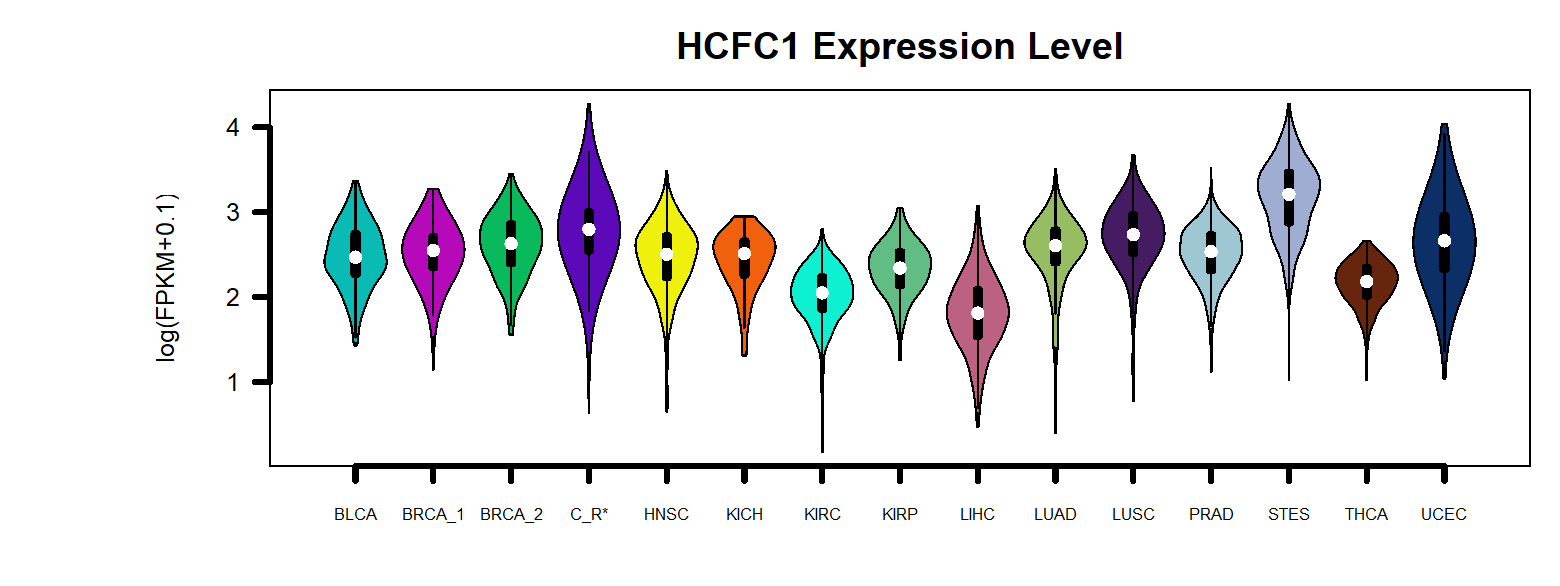 HCFC1 Expression Level
log(FPKM+0.1)
4
3
2
1
BLCA BRCA_1 BRCA_2 C_R* HNSC KICH KIRC KIRP LIHC LUAD LUSC PRAD STES THCA UCEC